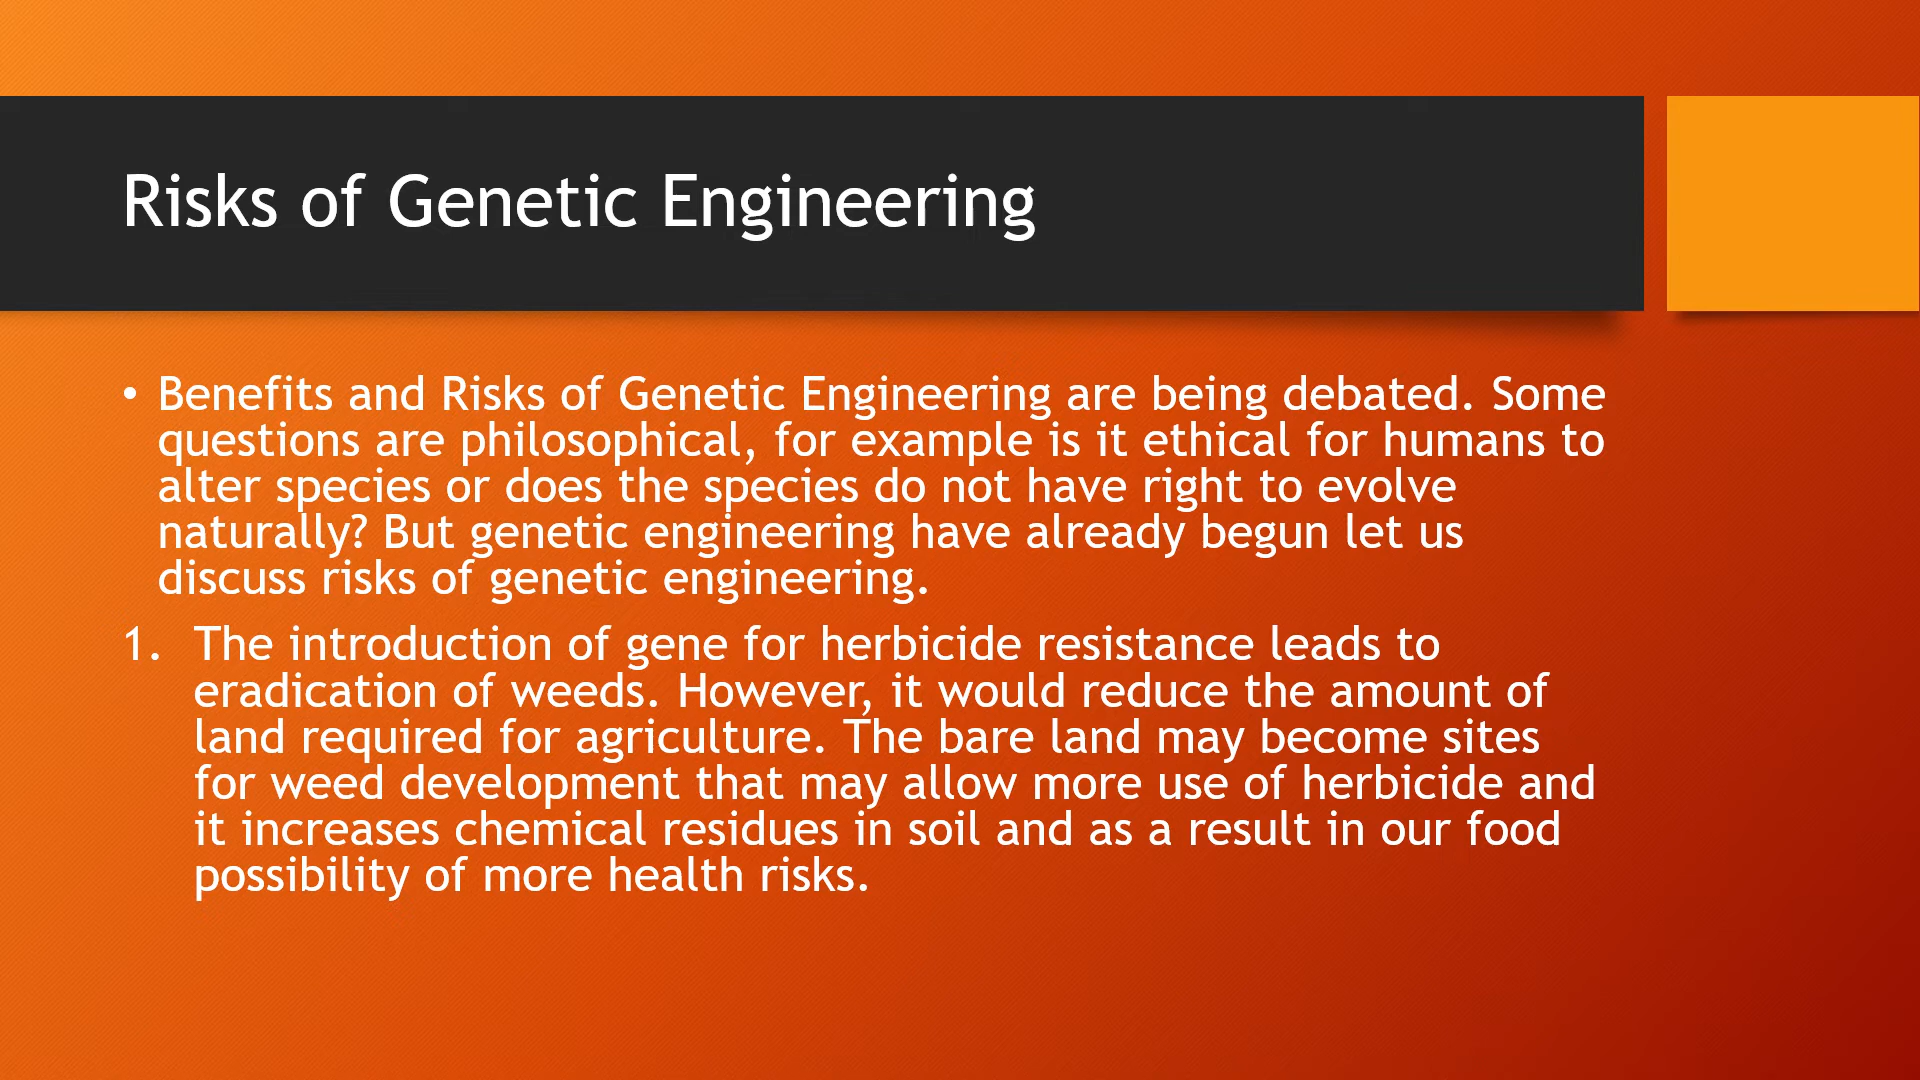 Risks of Genetic Engineering
• Benefits and Risks of Genetic Engineering are being debated. Some
questions are philosophical, for example is it ethical for humans to
alter species or does the species do not have right to evolve
naturally? But genetic engineering have already begun let us
discuss risks of genetic engineering.
1. The introduction of gene for herbicide resistance leads to
eradication of weeds. However, it would reduce the amount of
land required for agriculture. The bare land may become sites
for weed development that may allow more use of herbicide and
it increases chemical residues in soil and as a result in our food
possibility of more health risks.